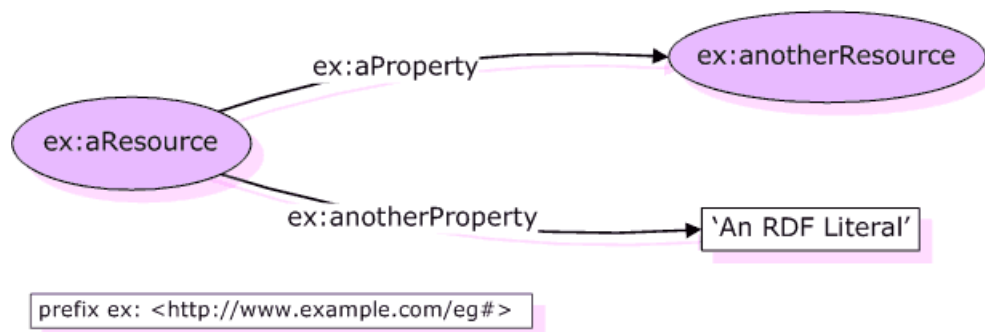 ex:anotherResource
ex:aProperty
ex:aResource
ex:anotherProperty
‘An RDF Literal’
prefix ex: <http://www.example.com/eg#>